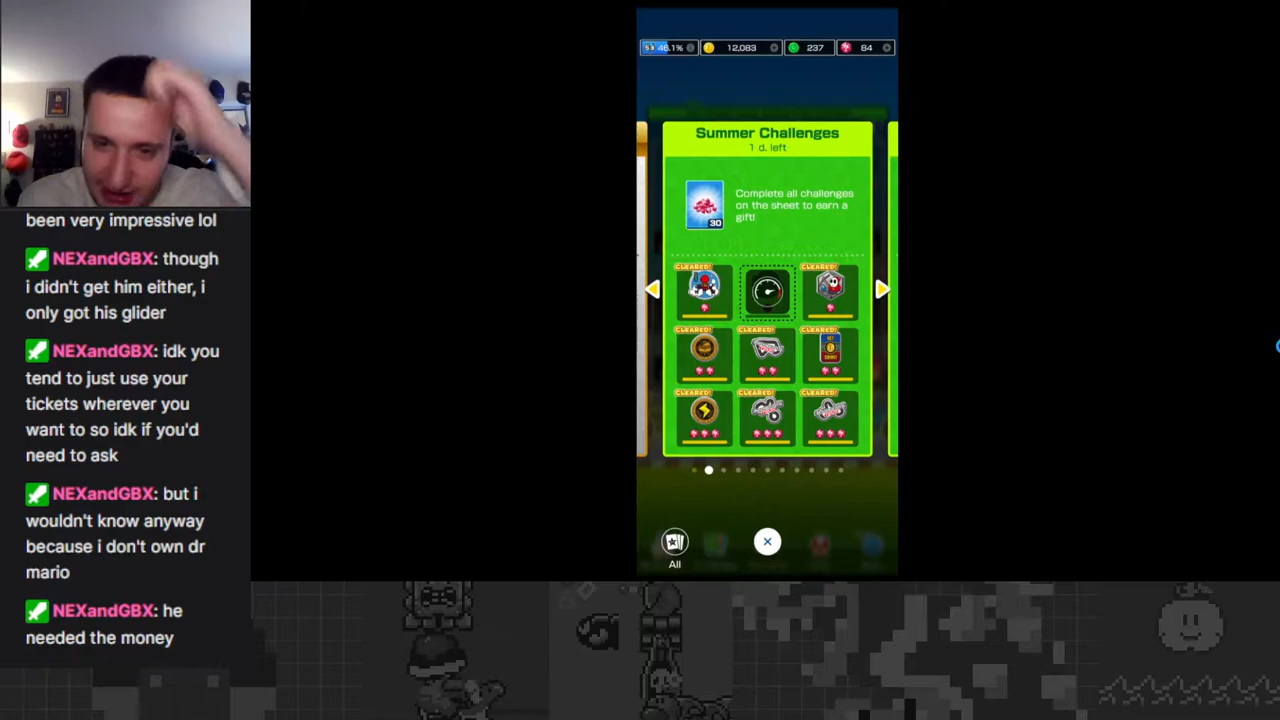 been very impressive lol
NEXandGBX: though
i didn't get him either, i
only got his glider
NEXandGBX: idk you
tend to just use your
tickets wherever you
want to so idk if you'd
need to ask
NEXandGBX: but i
wouldn't know anyway
because i don't own dr
mario
NEXandGBX: he
needed the money
46.1% 12,083 237 84
Summer Challenges
1 d. left
Complete all challenges
on the sheet to earn a
gift!
30
CLEARED! CLEARED!
CLEARED! CLEARED! CLEARED!
CLEARED! CLEARED! CLEARED!
All